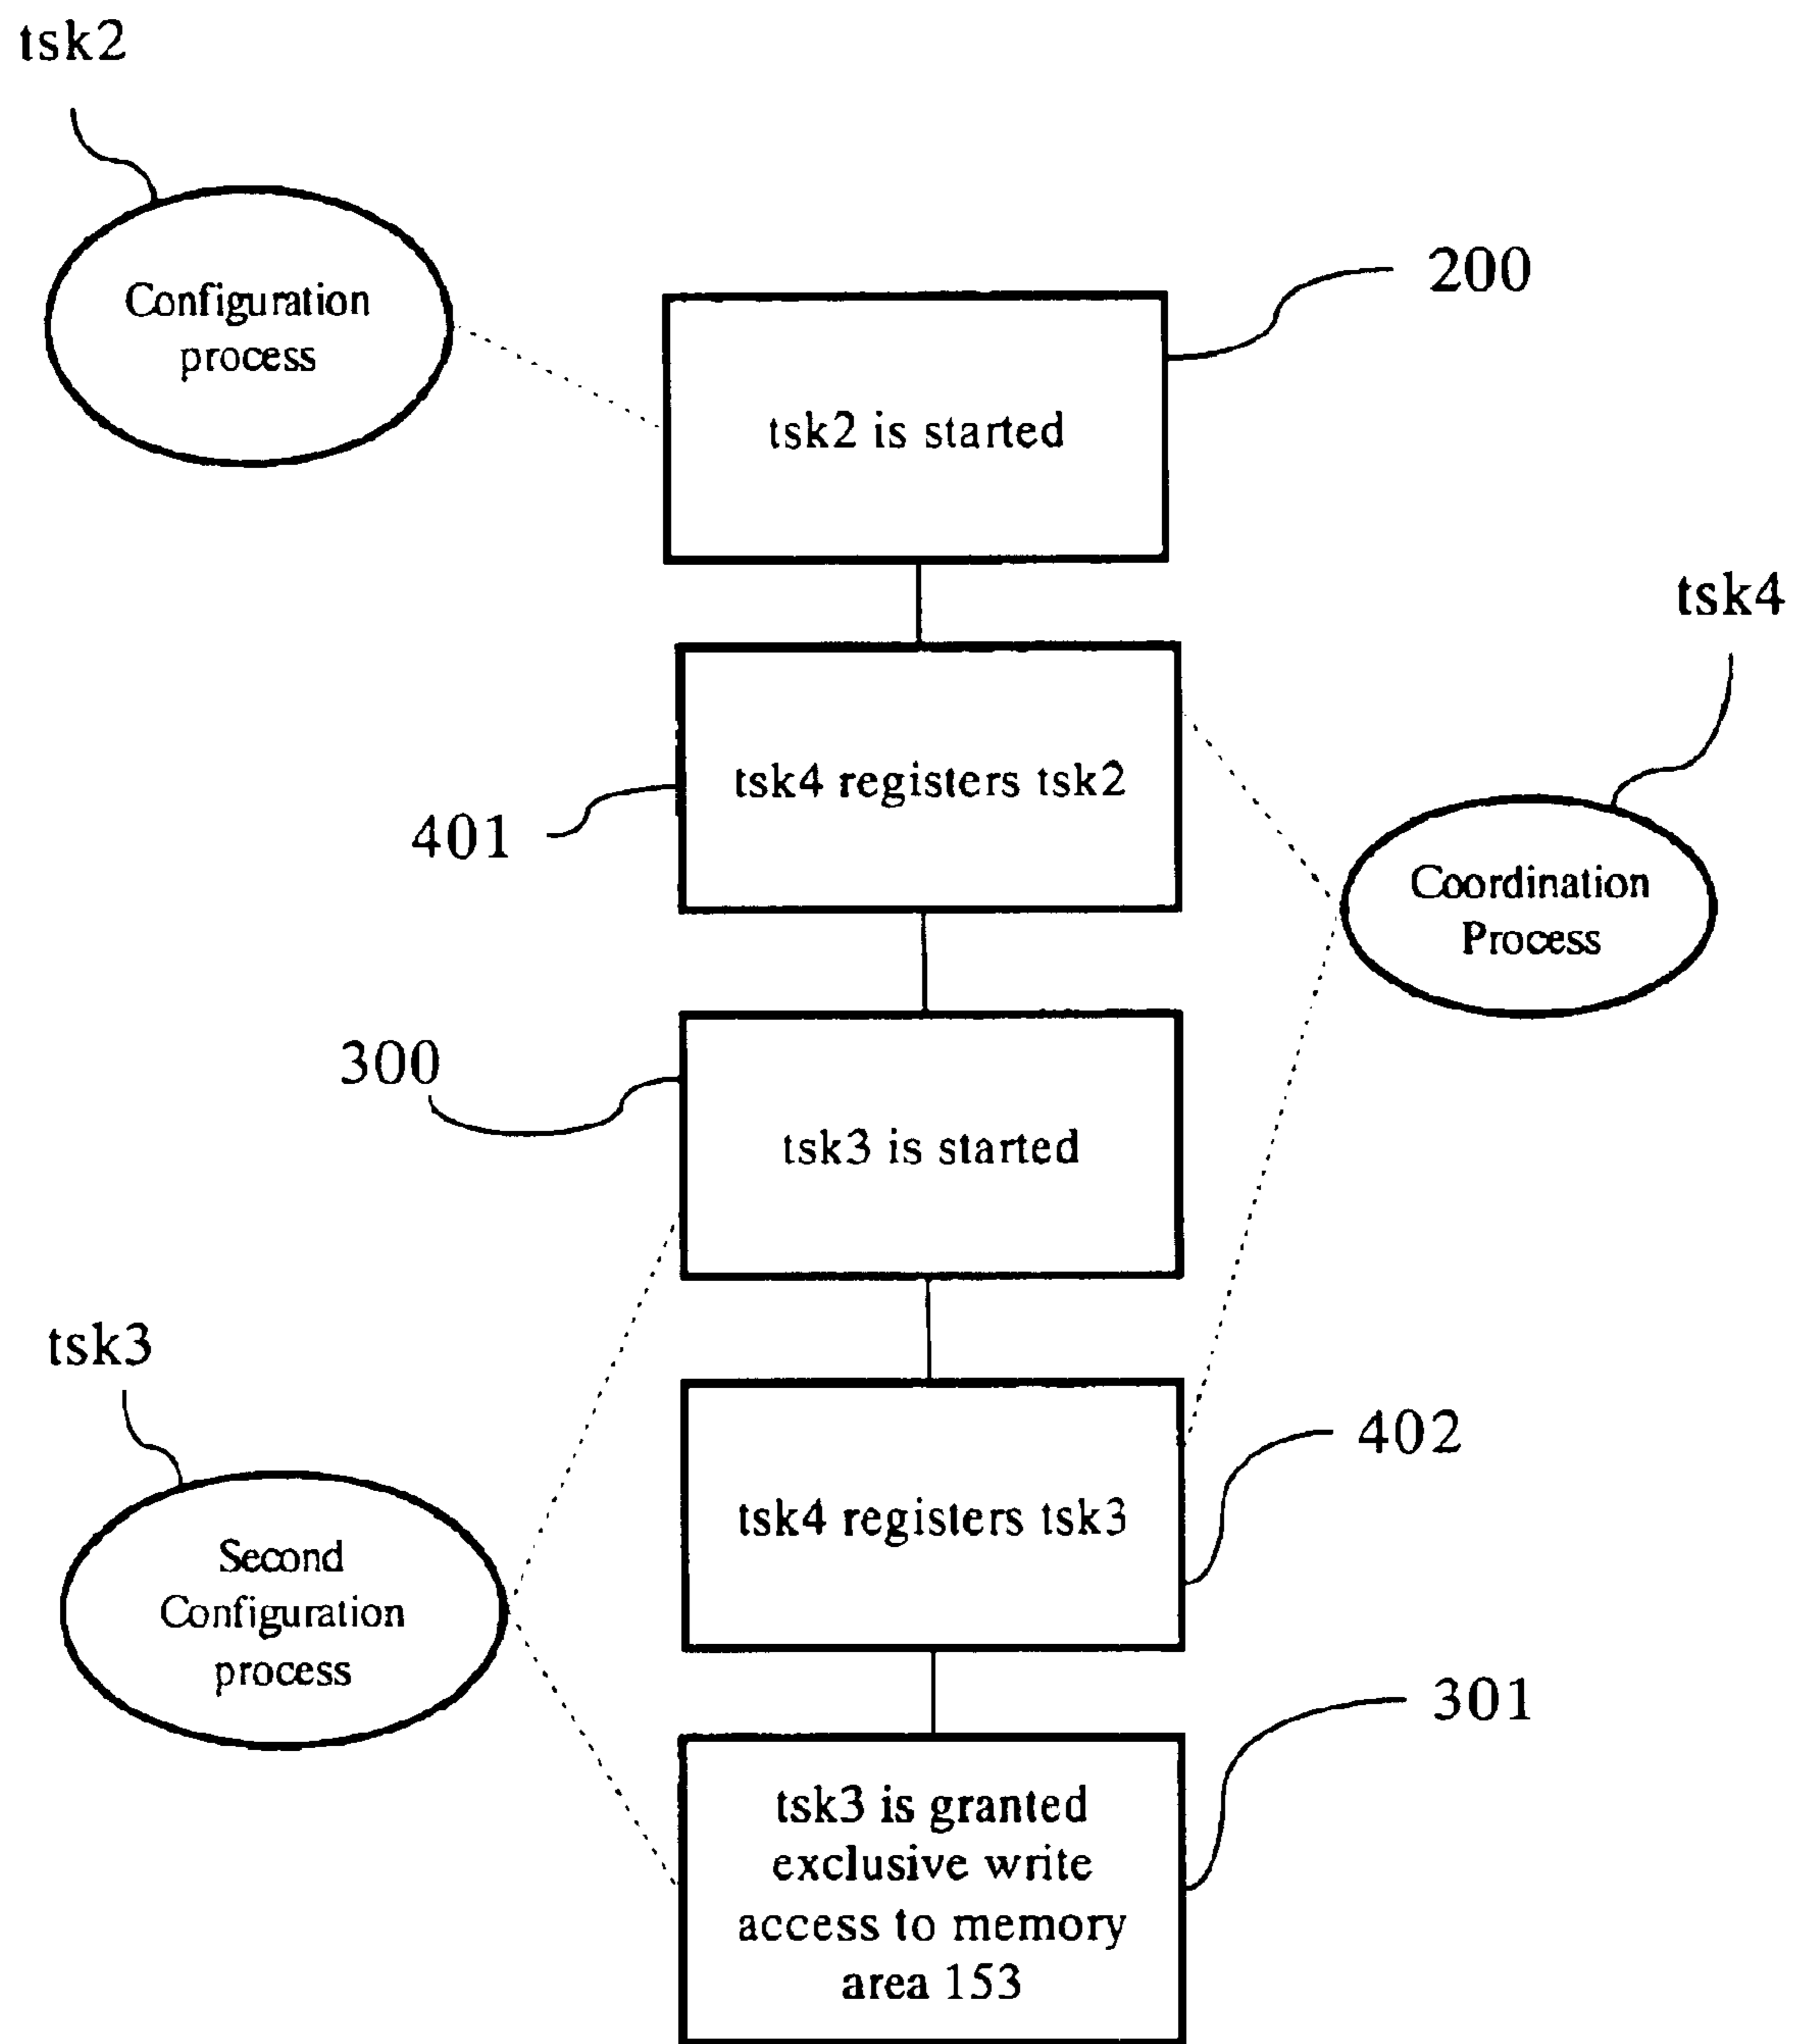 tsk2
Configuration
process
200
tsk2 is started
tsk4
tsk4 registers tsk2
401
Coordination
Process
300
tsk3 is started
tsk3
402
tsk4 registers tsk3
Second
Configuration
process
301
tsk3 is granted
exclusive write
access to memory
area 153